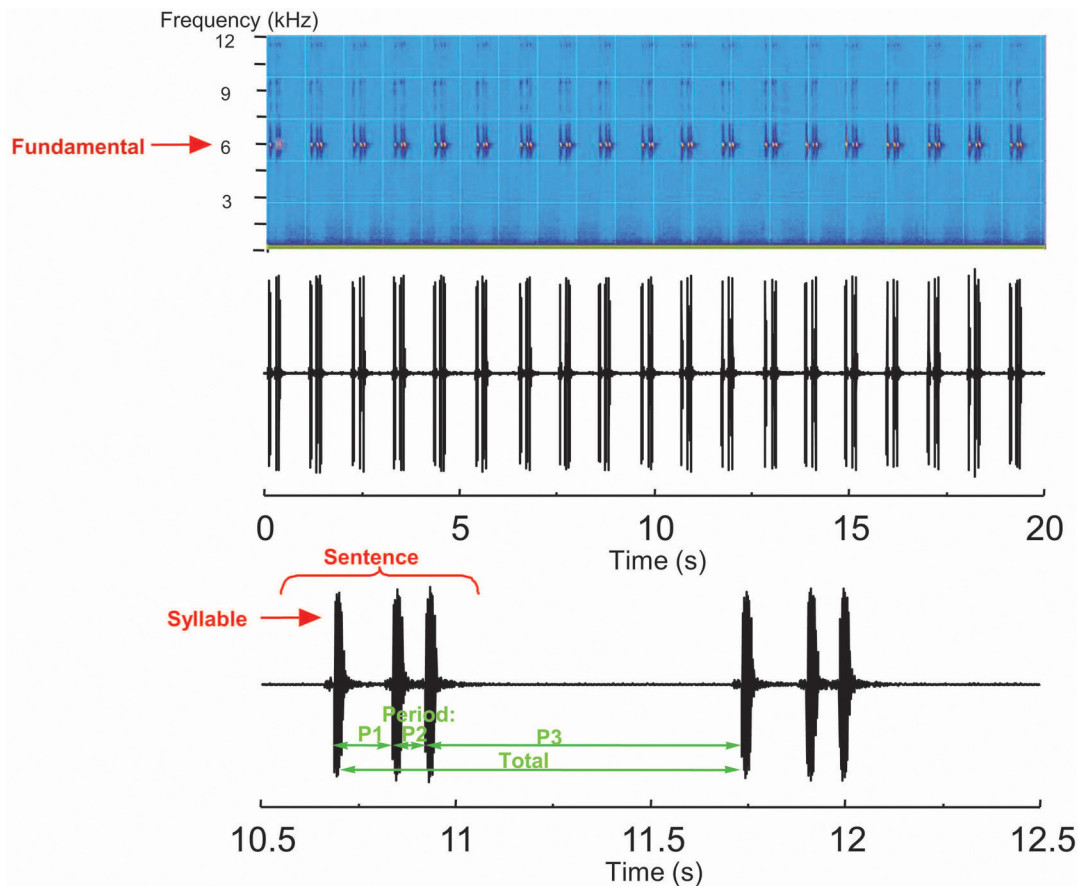 Frequency (kHz)
12
9
Fundamental
6
3
0 5 10 15 20
Time (s)
Sentence
Syllable
Period:
P1 P2 P3
Total
10.5 11 11.5 12 12.5
Time (s)